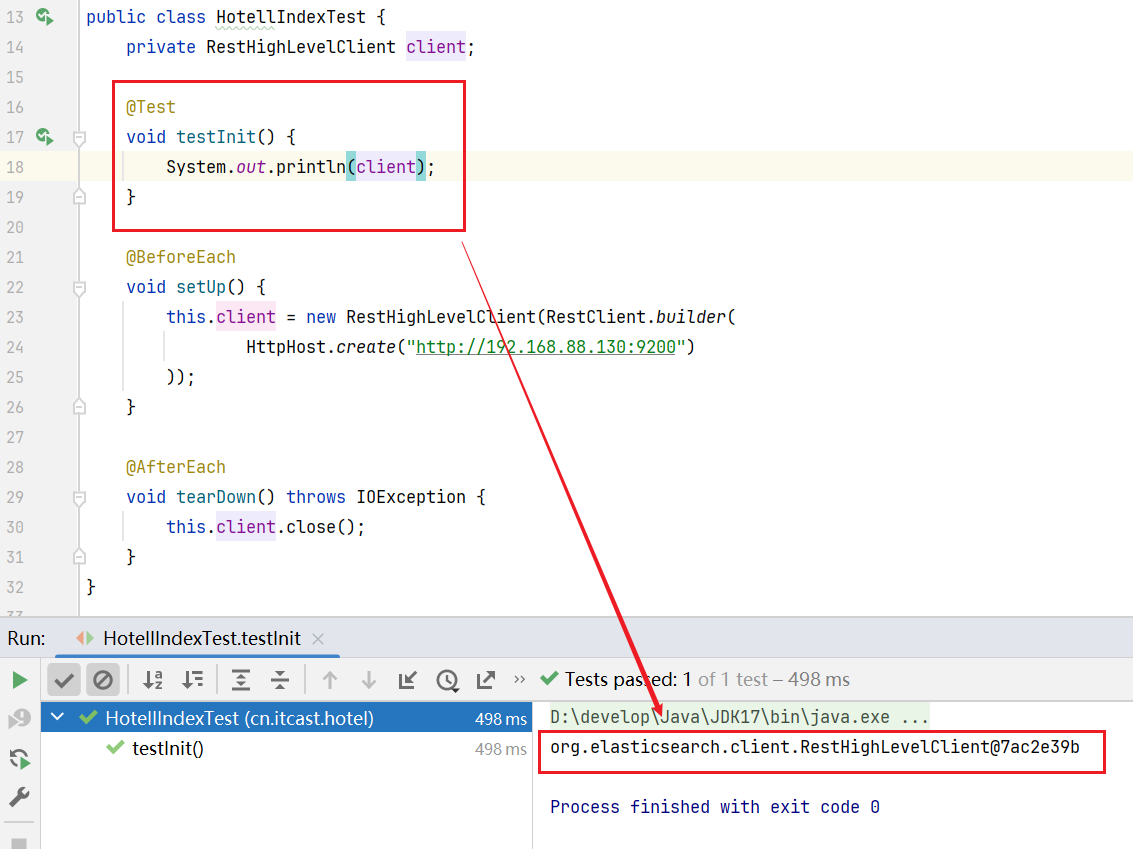 13 public class HotellIndexTest {
14 private RestHighLevelClient client;
15
16 @Test
17 void testInit() {
18 System.out.println(client);
19 }
20
21 @BeforeEach
22 void setUp() {
23 this.client = new RestHighLevelClient(RestClient.builder(
24 HttpHost.create("http://192.168.88.130:9200")
25 ));
26 }
27
28 @AfterEach
29 void tearDown() throws IOException {
30 this.client.close();
31 }
32 }
33
Run: HotellIndexTest.testInit
Tests passed: 1 of 1 test – 498 ms
HotellIndexTest (cn.itcast.hotel) 498 ms
testInit() 498 ms
D:\develop\Java\JDK17\bin\java.exe ...
org.elasticsearch.client.RestHighLevelClient@7ac2e39b
Process finished with exit code 0